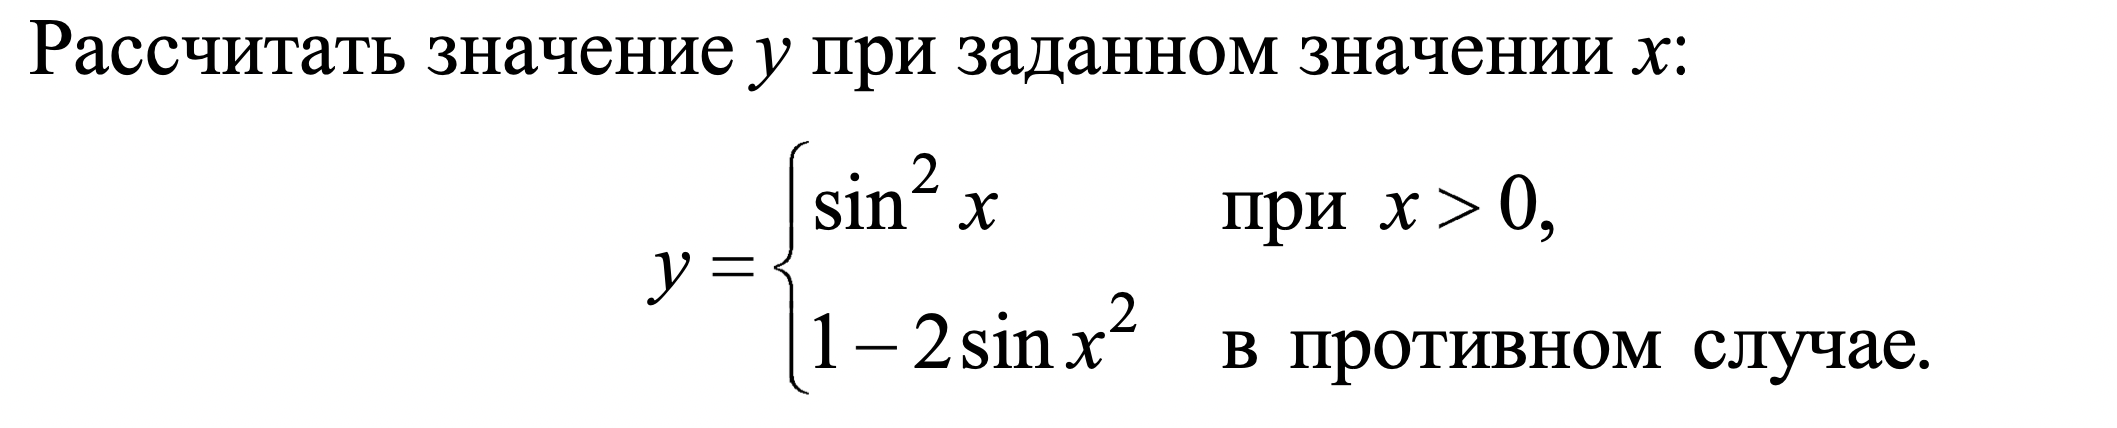 Рассчитать значение y при заданном значении x:
y = { sin² x при x > 0,
1 – 2 sin x² в противном случае.